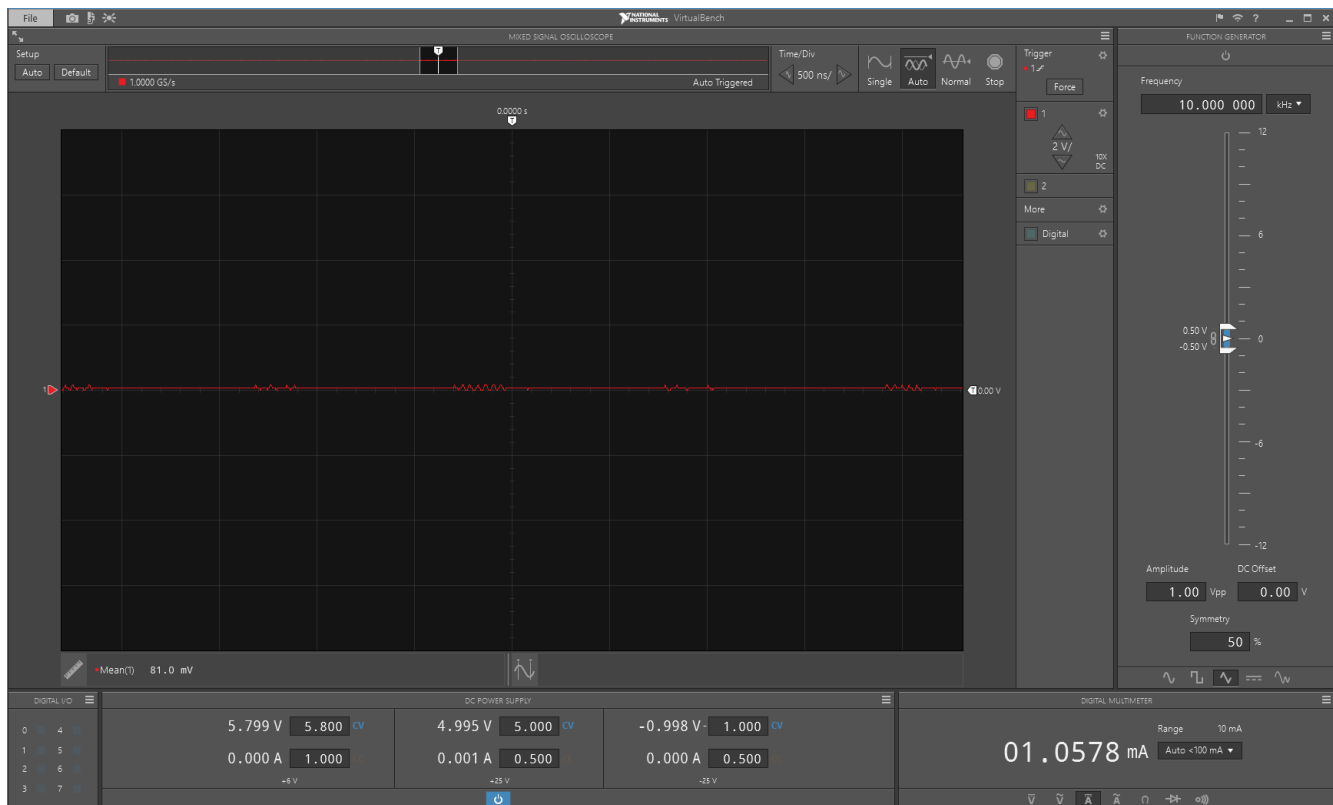 File
NATIONAL INSTRUMENTS VirtualBench
?
MIXED SIGNAL OSCILLOSCOPE
FUNCTION GENERATOR
Setup
Auto Default
T
1.0000 GS/s
Auto Triggered
Time/Div
500 ns/
Single Auto Normal Stop
Trigger
1
Force
0.0000 s
T
1
2 V/
10X
DC
2
More
Digital
1
T 0.00 V
Mean(1) 81.0 mV
Frequency
10.000 000 kHz
12
6
0.50 V
-0.50 V
0
-6
-12
Amplitude DC Offset
1.00 Vpp 0.00 V
Symmetry
50 %
DIGITAL I/O
0 4
1 5
2 6
3 7
DC POWER SUPPLY
5.799 V 5.800 CV
0.000 A 1.000
+6 V
4.995 V 5.000 CV
0.001 A 0.500
+25 V
-0.998 V - 1.000 CV
0.000 A 0.500
-25 V
DIGITAL MULTIMETER
Range 10 mA
01.0578 mA Auto <100 mA
V V A A Ω